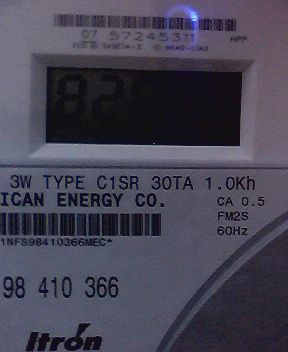 07 57245311 MPP
82
3W TYPE C1SR 30TA 1.0Kh
ICAN ENERGY CO. CA 0.5
FM2S
1NFS98410366MEC* 60Hz
98 410 366
Itron